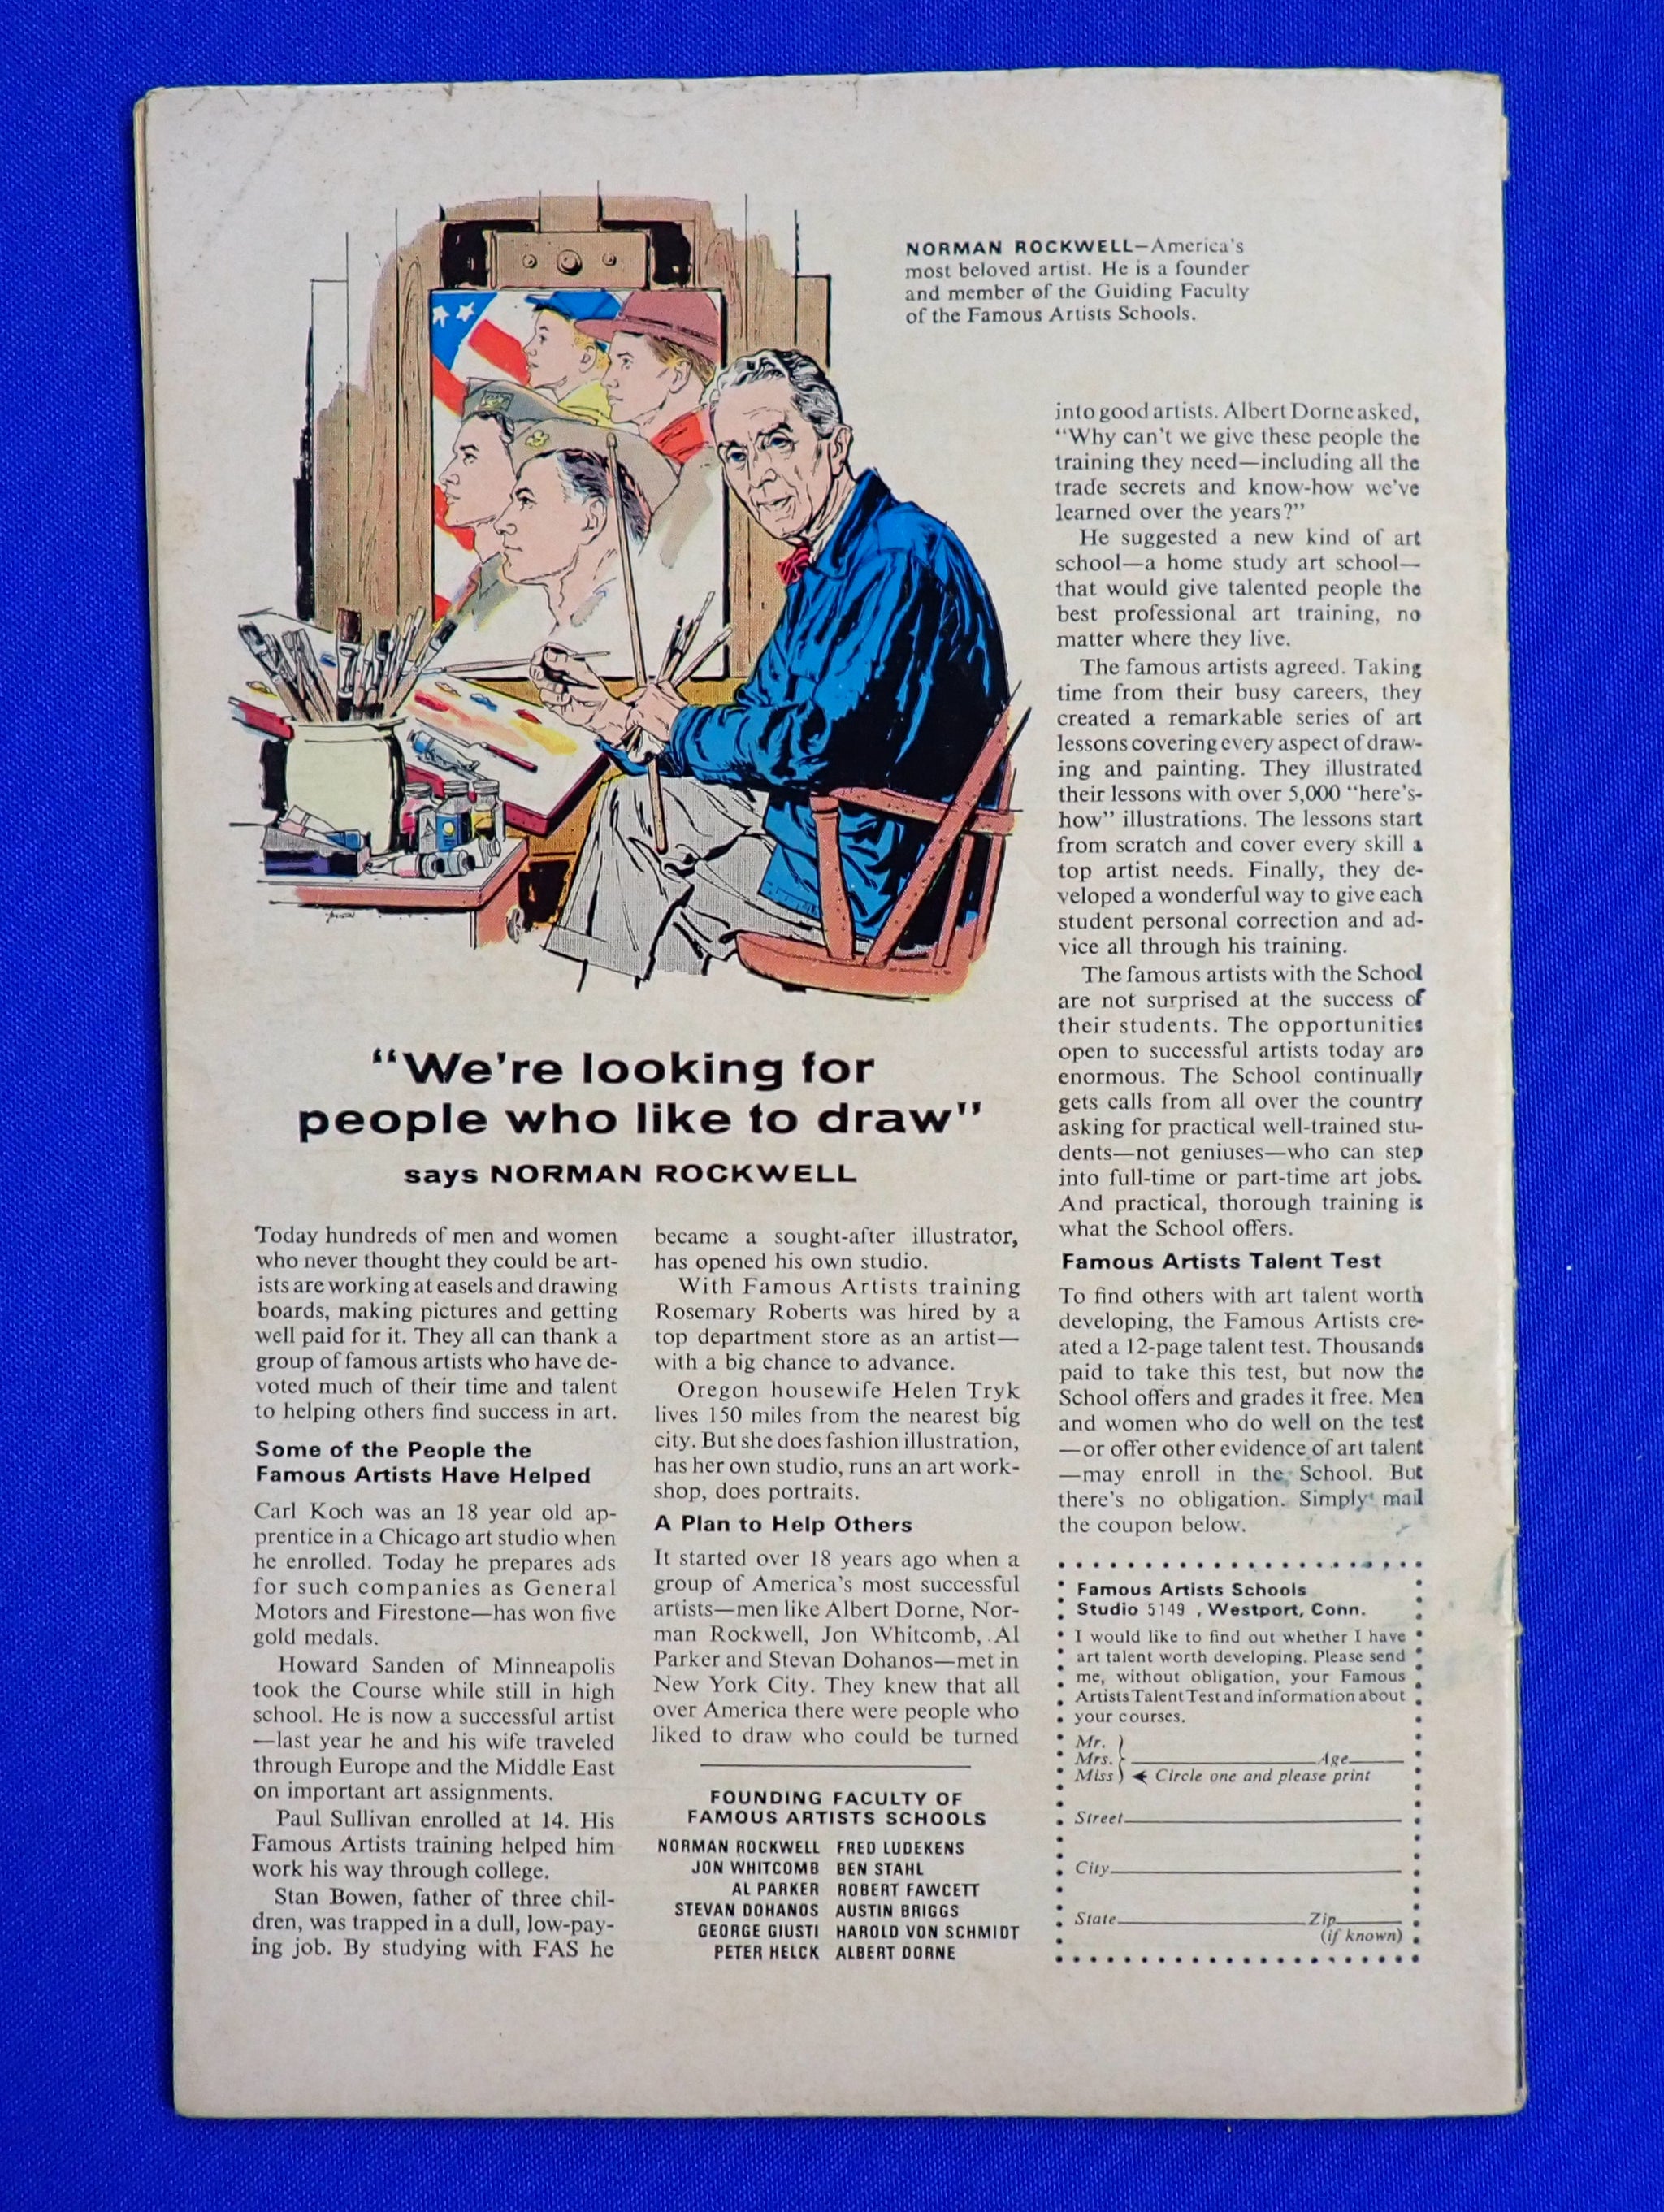 NORMAN ROCKWELL—America's
most beloved artist. He is a founder
and member of the Guiding Faculty
of the Famous Artists Schools.
"We're looking for
people who like to draw"
says NORMAN ROCKWELL
Today hundreds of men and women
who never thought they could be art-
ists are working at easels and drawing
boards, making pictures and getting
well paid for it. They all can thank a
group of famous artists who have de-
voted much of their time and talent
to helping others find success in art.
Some of the People the
Famous Artists Have Helped
Carl Koch was an 18 year old ap-
prentice in a Chicago art studio when
he enrolled. Today he prepares ads
for such companies as General
Motors and Firestone—has won five
gold medals.
Howard Sanden of Minneapolis
took the Course while still in high
school. He is now a successful artist
—last year he and his wife traveled
through Europe and the Middle East
on important art assignments.
Paul Sullivan enrolled at 14. His
Famous Artists training helped him
work his way through college.
Stan Bowen, father of three chil-
dren, was trapped in a dull, low-pay-
ing job. By studying with FAS he
became a sought-after illustrator,
has opened his own studio.
With Famous Artists training
Rosemary Roberts was hired by a
top department store as an artist—
with a big chance to advance.
Oregon housewife Helen Tryk
lives 150 miles from the nearest big
city. But she does fashion illustration,
has her own studio, runs an art work-
shop, does portraits.
A Plan to Help Others
It started over 18 years ago when a
group of America's most successful
artists—men like Albert Dorne, Nor-
man Rockwell, Jon Whitcomb, Al
Parker and Stevan Dohanos—met in
New York City. They knew that all
over America there were people who
liked to draw who could be turned
FOUNDING FACULTY OF
FAMOUS ARTISTS SCHOOLS
NORMAN ROCKWELL FRED LUDEKENS
JON WHITCOMB BEN STAHL
AL PARKER ROBERT FAWCETT
STEVAN DOHANOS AUSTIN BRIGGS
GEORGE GIUSTI HAROLD VON SCHMIDT
PETER HELCK ALBERT DORNE
into good artists. Albert Dorne asked,
"Why can't we give these people the
training they need—including all the
trade secrets and know-how we've
learned over the years?"
He suggested a new kind of art
school—a home study art school—
that would give talented people the
best professional art training, no
matter where they live.
The famous artists agreed. Taking
time from their busy careers, they
created a remarkable series of art
lessons covering every aspect of draw-
ing and painting. They illustrated
their lessons with over 5,000 "here's-
how" illustrations. The lessons start
from scratch and cover every skill a
top artist needs. Finally, they de-
veloped a wonderful way to give each
student personal correction and ad-
vice all through his training.
The famous artists with the School
are not surprised at the success of
their students. The opportunities
open to successful artists today are
enormous. The School continually
gets calls from all over the country
asking for practical well-trained stu-
dents—not geniuses—who can step
into full-time or part-time art jobs.
And practical, thorough training is
what the School offers.
Famous Artists Talent Test
To find others with art talent worth
developing, the Famous Artists cre-
ated a 12-page talent test. Thousands
paid to take this test, but now the
School offers and grades it free. Men
and women who do well on the test
—or offer other evidence of art talent
—may enroll in the School. But
there's no obligation. Simply mail
the coupon below.
Famous Artists Schools
Studio 5149 , Westport, Conn.
I would like to find out whether I have
art talent worth developing. Please send
me, without obligation, your Famous
Artists Talent Test and information about
your courses.
Mr.
Mrs. Age
Miss Circle one and please print
Street
City
State Zip
(if known)